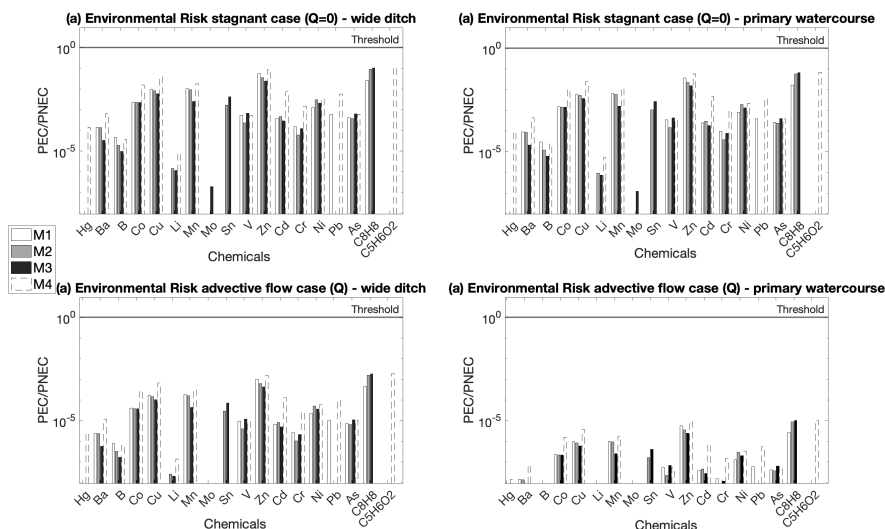 (a) Environmental Risk stagnant case (Q=0) - wide ditch
Threshold
10^0
10^-5
PEC/PNEC
Hg Ba B Co Cu Li Mn Mo Sn V Zn Cd Cr Ni Pb As C8H8 C5H6O2
Chemicals
(a) Environmental Risk stagnant case (Q=0) - primary watercourse
Threshold
10^0
10^-5
PEC/PNEC
Hg Ba B Co Cu Li Mn Mo Sn V Zn Cd Cr Ni Pb As C8H8 C5H6O2
Chemicals
M1
M2
M3
M4
(a) Environmental Risk advective flow case (Q) - wide ditch
Threshold
10^0
10^-5
PEC/PNEC
Hg Ba B Co Cu Li Mn Mo Sn V Zn Cd Cr Ni Pb As C8H8 C5H6O2
Chemicals
(a) Environmental Risk advective flow case (Q) - primary watercourse
Threshold
10^0
10^-5
PEC/PNEC
Hg Ba B Co Cu Li Mn Mo Sn V Zn Cd Cr Ni Pb As C8H8 C5H6O2
Chemicals